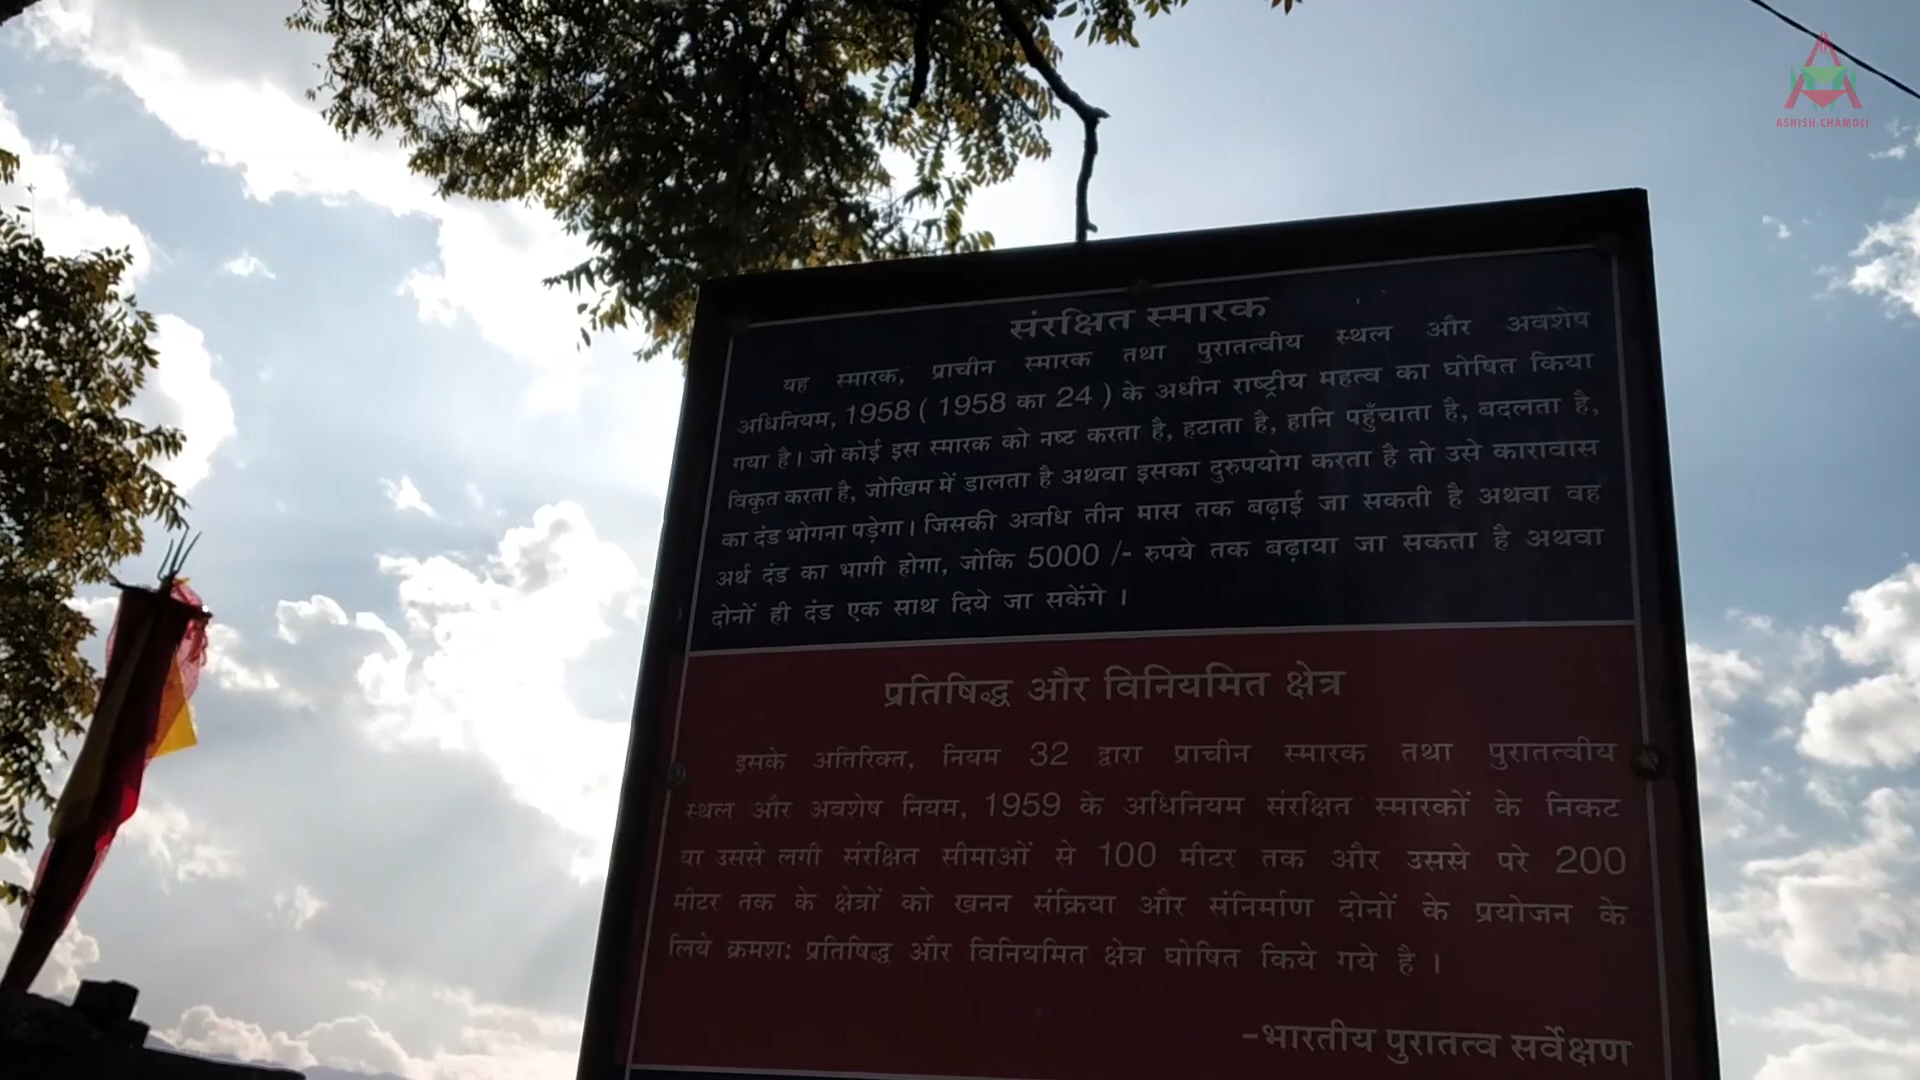 ASHISH CHAMOLI
संरक्षित स्मारक
यह स्मारक, प्राचीन स्मारक तथा पुरातत्वीय स्थल और अवशेष
अधिनियम, 1958 ( 1958 का 24 ) के अधीन राष्ट्रीय महत्व का घोषित किया
गया है। जो कोई इस स्मारक को नष्ट करता है, हटाता है, हानि पहुँचाता है, बदलता है,
विकृत करता है, जोखिम में डालता है अथवा इसका दुरुपयोग करता है तो उसे कारावास
का दंड भोगना पड़ेगा। जिसकी अवधि तीन मास तक बढ़ाई जा सकती है अथवा वह
अर्थ दंड का भागी होगा, जोकि 5000 /- रुपये तक बढ़ाया जा सकता है अथवा
दोनों ही दंड एक साथ दिये जा सकेंगे ।
प्रतिषिद्ध और विनियमित क्षेत्र
इसके अतिरिक्त, नियम 32 द्वारा प्राचीन स्मारक तथा पुरातत्वीय
स्थल और अवशेष नियम, 1959 के अधिनियम संरक्षित स्मारकों के निकट
या उससे लगी संरक्षित सीमाओं से 100 मीटर तक और उससे परे 200
मीटर तक के क्षेत्रों को खनन संक्रिया और संनिर्माण दोनों के प्रयोजन के
लिये क्रमश: प्रतिषिद्ध और विनियमित क्षेत्र घोषित किये गये है ।
-भारतीय पुरातत्व सर्वेक्षण